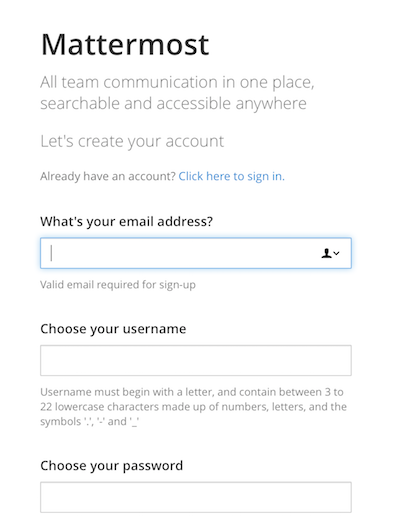 Mattermost
All team communication in one place,
searchable and accessible anywhere
Let's create your account
Already have an account? Click here to sign in.
What's your email address?
Valid email required for sign-up
Choose your username
Username must begin with a letter, and contain between 3 to
22 lowercase characters made up of numbers, letters, and the
symbols '.', '-' and '_'
Choose your password